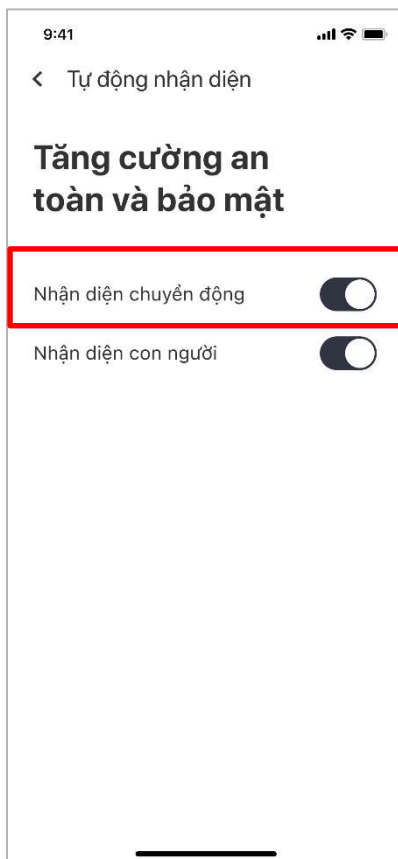 9:41
Tự động nhận diện
Tăng cường an
toàn và bảo mật
Nhận diện chuyển động
Nhận diện con người